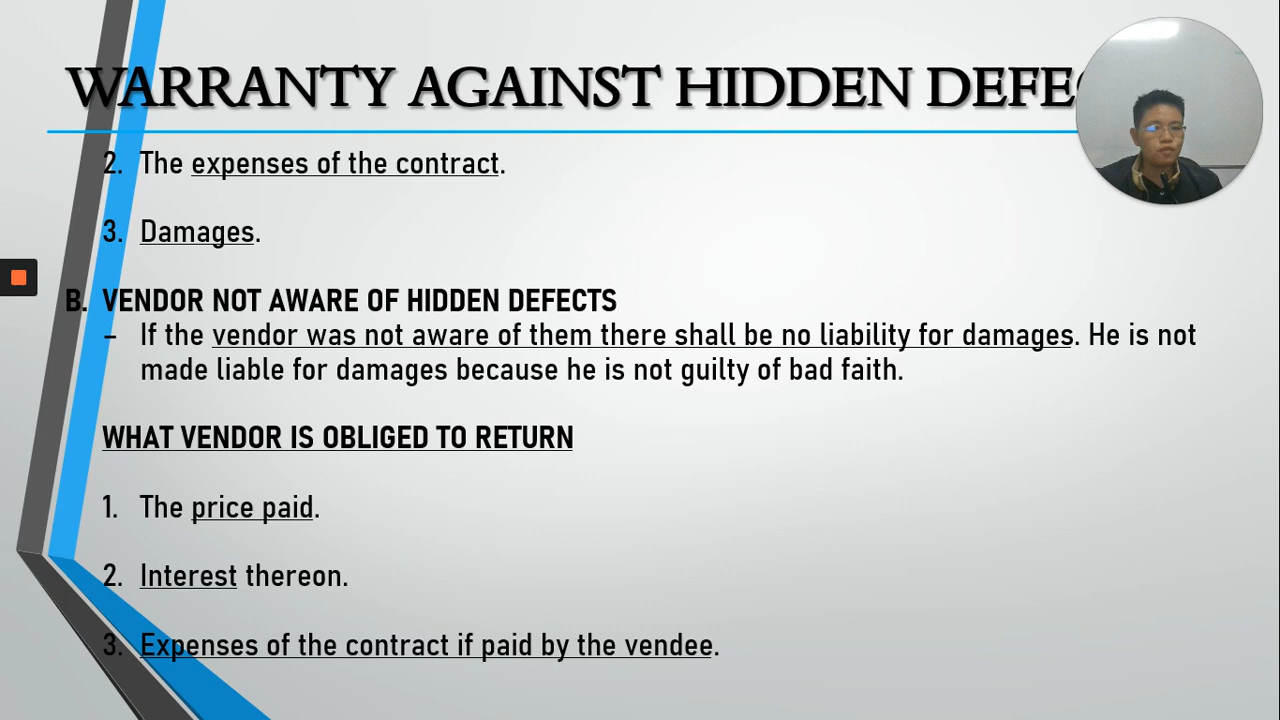 WARRANTY AGAINST HIDDEN DEFE
2. The expenses of the contract.
3. Damages.
B. VENDOR NOT AWARE OF HIDDEN DEFECTS
– If the vendor was not aware of them there shall be no liability for damages. He is not
made liable for damages because he is not guilty of bad faith.
WHAT VENDOR IS OBLIGED TO RETURN
1. The price paid.
2. Interest thereon.
3. Expenses of the contract if paid by the vendee.